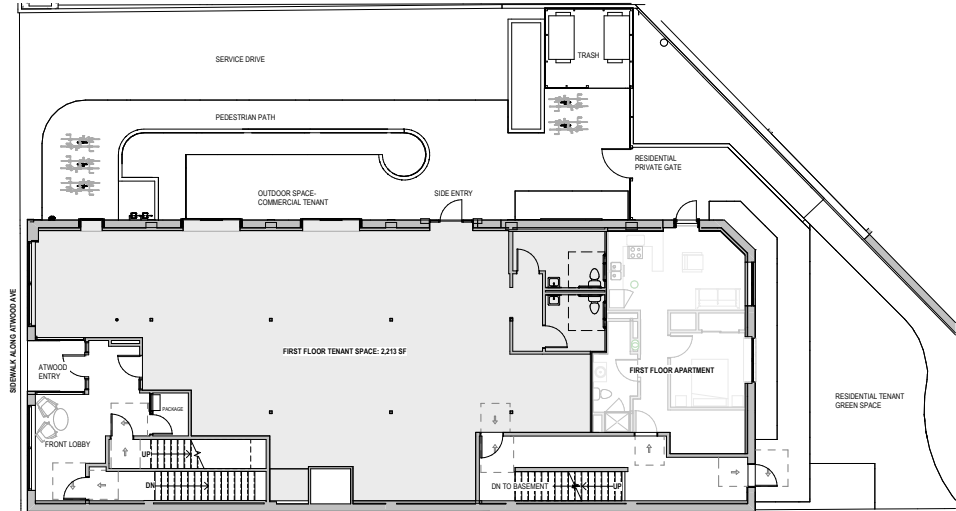 TRASH
SERVICE DRIVE
PEDESTRIAN PATH
RESIDENTIAL
PRIVATE GATE
OUTDOOR SPACE-
COMMERCIAL TENANT
SIDE ENTRY
SIDEWALK ALONG ATWOOD AVE
FIRST FLOOR TENANT SPACE: 2,213 SF
ATWOOD
ENTRY
FIRST FLOOR APARTMENT
RESIDENTIAL TENANT
GREEN SPACE
PACKAGE
FRONT LOBBY
UP
DN
DN TO BASEMENT
UP